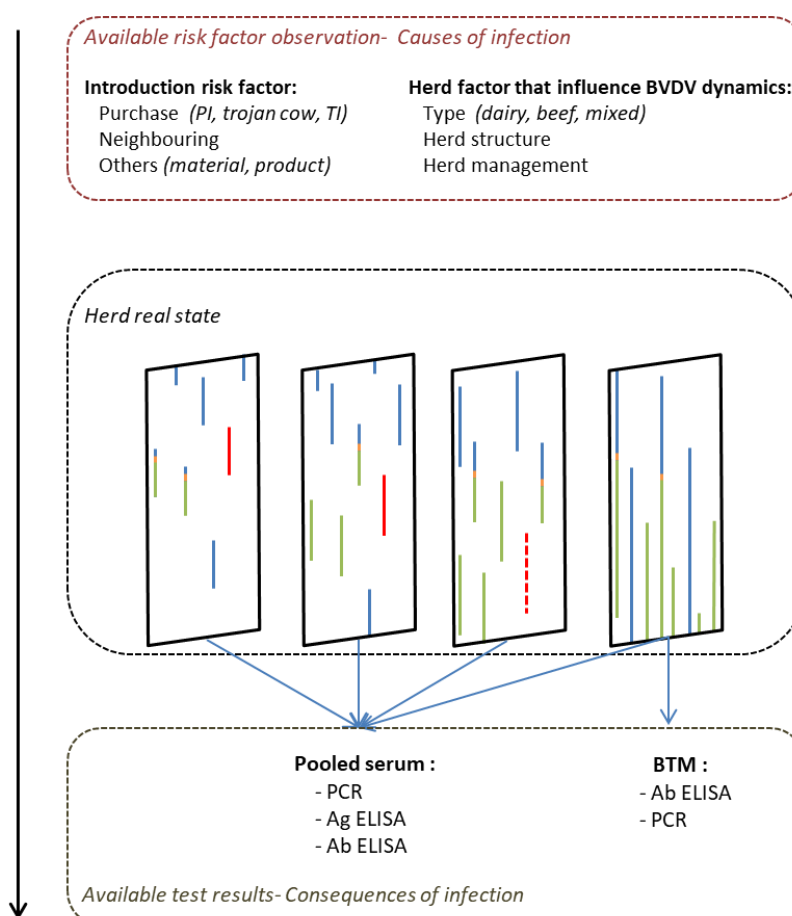 Available risk factor observation- Causes of infection
Introduction risk factor:
Purchase (PI, trojan cow, TI)
Neighbouring
Others (material, product)
Herd factor that influence BVDV dynamics:
Type (dairy, beef, mixed)
Herd structure
Herd management
Herd real state
Pooled serum :
- PCR
- Ag ELISA
- Ab ELISA
BTM :
- Ab ELISA
- PCR
Available test results- Consequences of infection